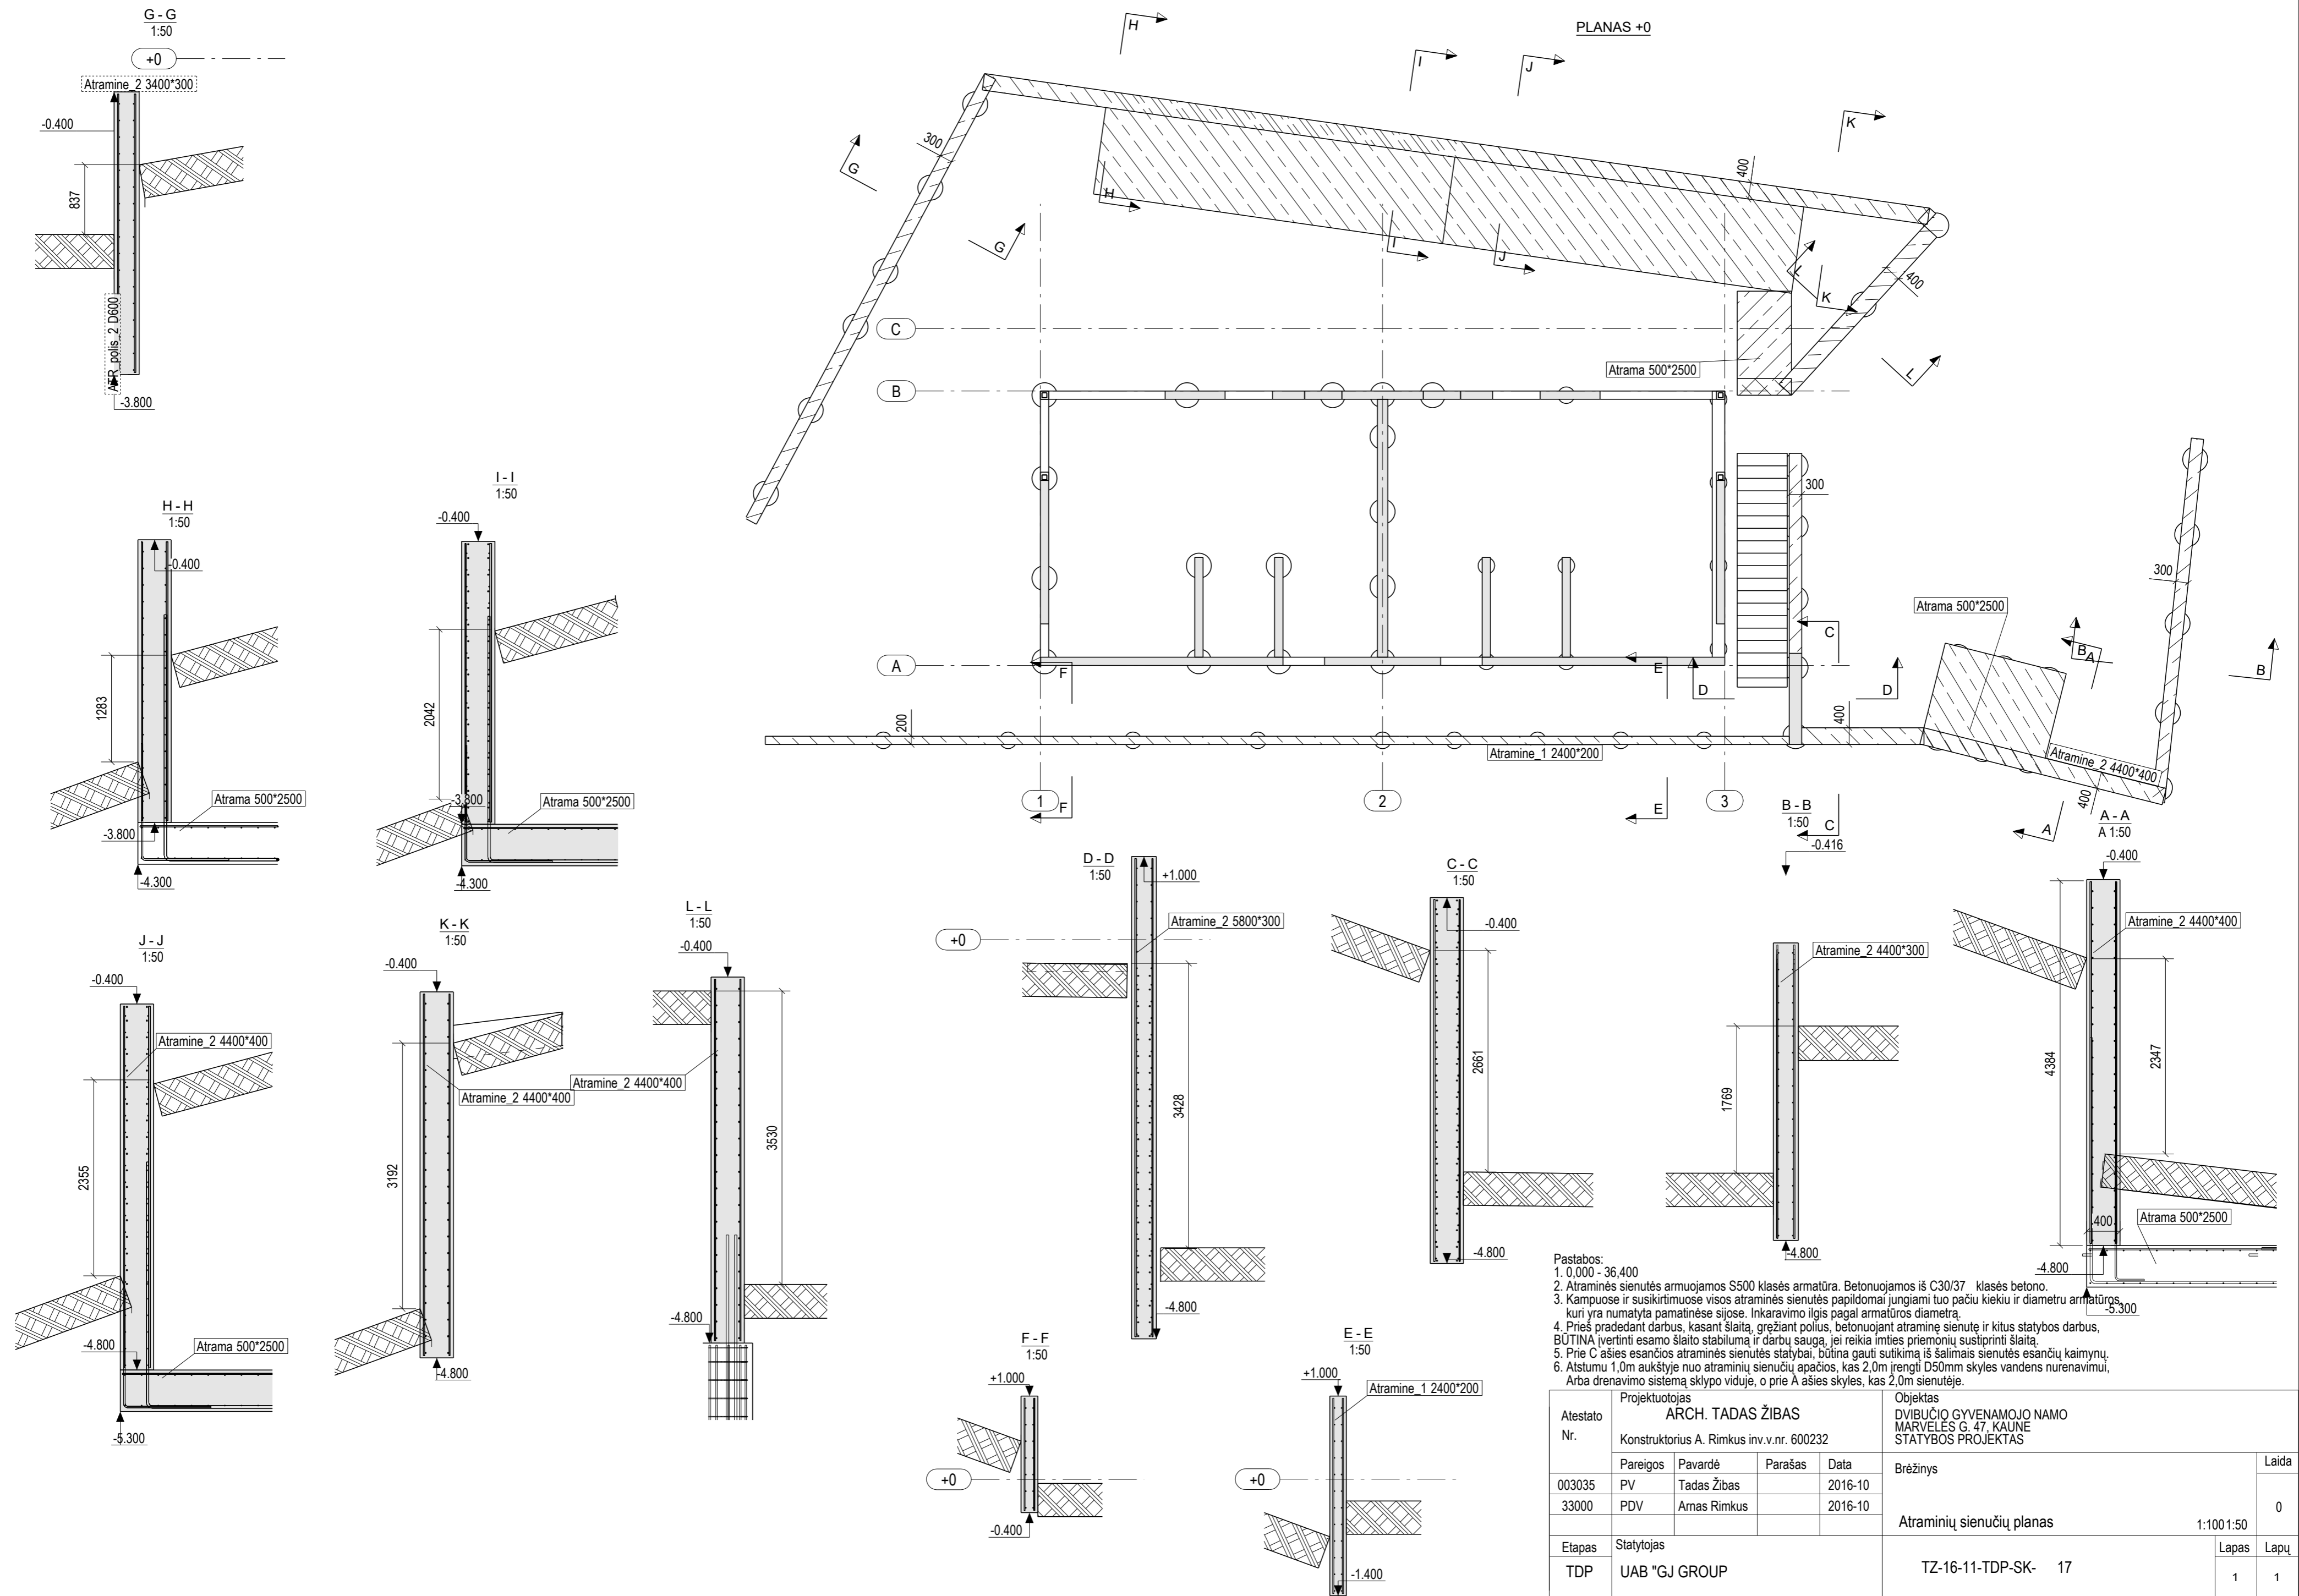 G - G
1:50
+0
Atramine_2 3400*300
-0.400
837
ATR_polis_2 D600
-3.800
H - H
1:50
-0.400
1283
Atrama 500*2500
-3.800
-4.300
I - I
1:50
-0.400
2042
-3.800
Atrama 500*2500
-4.300
J - J
1:50
-0.400
Atramine_2 4400*400
2355
-4.800
Atrama 500*2500
-5.300
K - K
1:50
-0.400
Atramine_2 4400*400
3192
-4.800
L - L
1:50
-0.400
Atramine_2 4400*400
3530
-4.800
PLANAS +0
H
I
J
K
G
300
400
H
G
I
J
L
K
400
L
C
B
A
Atrama 500*2500
300
C
F
E
D
D
200
400
Atramine_1 2400*200
Atrama 500*2500
300
B
A
B
Atramine_2 4400*400
400
A
1
F
2
E
3
C
D - D
1:50
+1.000
+0
Atramine_2 5800*300
3428
-4.800
C - C
1:50
-0.400
2661
-4.800
B - B
1:50
-0.416
Atramine_2 4400*300
1769
-4.800
A - A
A 1:50
-0.400
Atramine_2 4400*400
4384
2347
400
Atrama 500*2500
-4.800
-5.300
F - F
1:50
+1.000
+0
-0.400
E - E
1:50
+1.000
Atramine_1 2400*200
+0
-1.400
Pastabos:
1. 0,000 - 36,400
2. Atraminės sienutės armuojamos S500 klasės armatūra. Betonuojamos iš C30/37 klasės betono.
3. Kampuose ir susikirtimuose visos atraminės sienutės papildomai jungiami tuo pačiu kiekiu ir diametru armatūros,
kuri yra numatyta pamatinėse sijose. Inkaravimo ilgis pagal armatūros diametrą.
4. Prieš pradedant darbus, kasant šlaitą, gręžiant polius, betonuojant atraminę sienutę ir kitus statybos darbus,
BŪTINA įvertinti esamo šlaito stabilumą ir darbų saugą, jei reikia imties priemonių sustiprinti šlaitą.
5. Prie C ašies esančios atraminės sienutės statybai, būtina gauti sutikimą iš šalimais sienutės esančių kaimynų.
6. Atstumu 1,0m aukštyje nuo atraminių sienučių apačios, kas 2,0m įrengti D50mm skyles vandens nurenavimui,
Arba drenavimo sistemą sklypo viduje, o prie A ašies skyles, kas 2,0m sienutėje.
Atestato
Nr.
Projektuotojas
ARCH. TADAS ŽIBAS
Konstruktorius A. Rimkus inv.v.nr. 600232
Objektas
DVIBUČIO GYVENAMOJO NAMO
MARVELĖS G. 47, KAUNE
STATYBOS PROJEKTAS
Pareigos Pavardė Parašas Data
003035 PV Tadas Žibas 2016-10
33000 PDV Arnas Rimkus 2016-10
Brėžinys
Laida
0
Atraminių sienučių planas
1:100 1:50
Etapas
TDP
Statytojas
UAB "GJ GROUP
TZ-16-11-TDP-SK- 17
Lapas Lapų
1 1